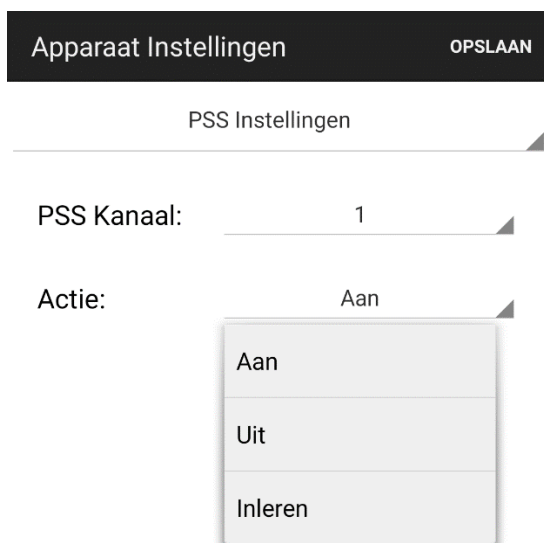 Apparaat Instellingen OPSLAAN
PSS Instellingen
PSS Kanaal: 1
Actie: Aan
Aan
Uit
Inleren